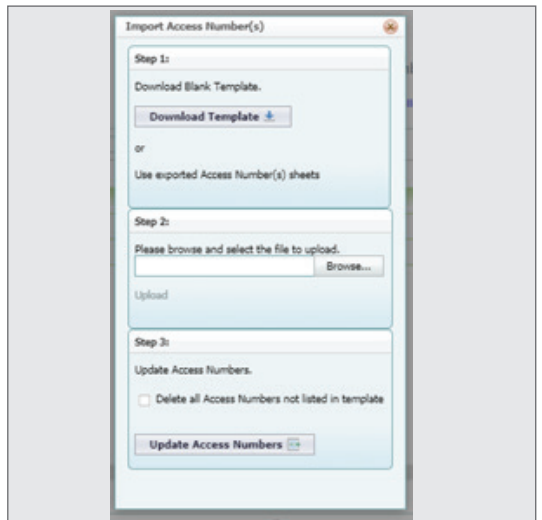 Import Access Number(s)
Step 1:
Download Blank Template.
Download Template
or
Use exported Access Number(s) sheets
Step 2:
Please browse and select the file to upload.
Browse...
Upload
Step 3:
Update Access Numbers.
Delete all Access Numbers not listed in template
Update Access Numbers